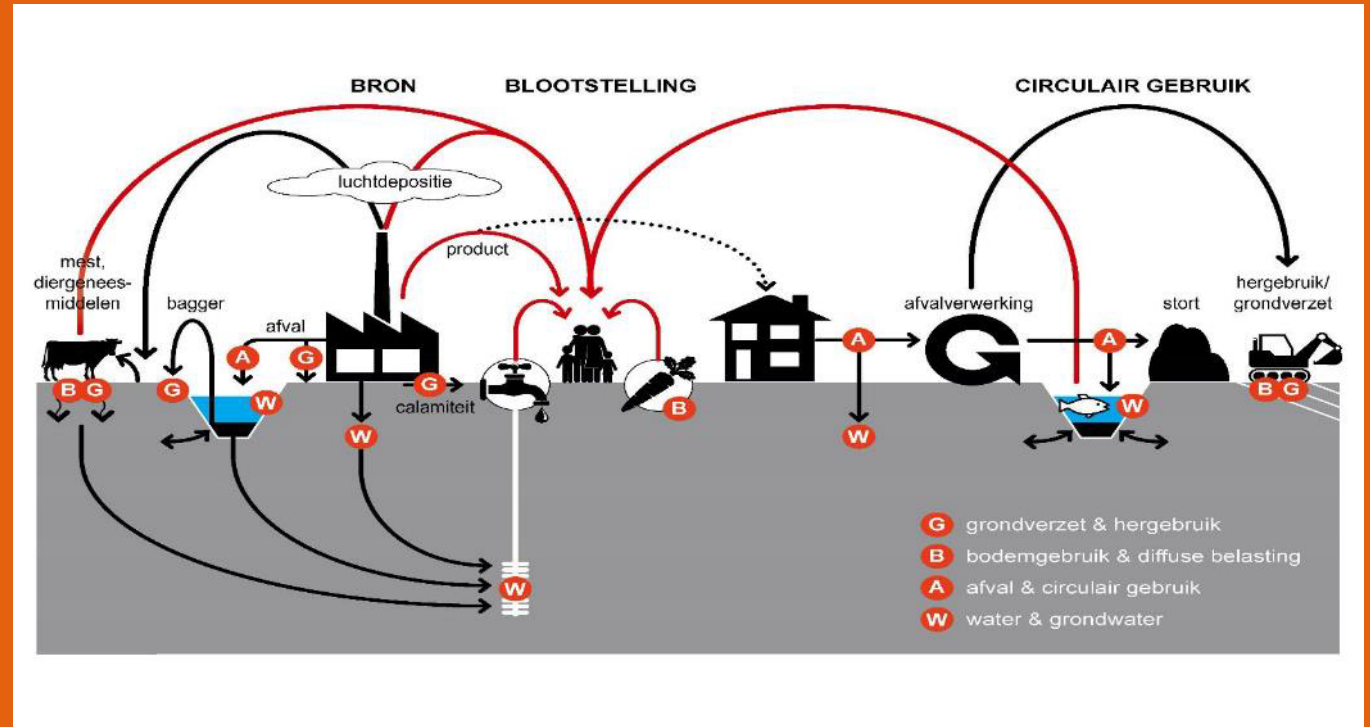 BRON
BLOOTSTELLING
CIRCULAIR GEBRUIK
luchtdepositie
product
mest,
diergenees-
middelen
bagger
afval
afvalverwerking
stort
hergebruik/
grondverzet
A
G
A
A
B G
G
W
G
calamiteit
B
W
B G
W
W
W
G grondverzet & hergebruik
B bodemgebruik & diffuse belasting
A afval & circulair gebruik
W water & grondwater